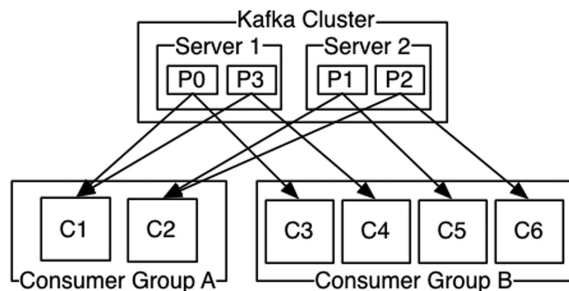 Kafka Cluster
Server 1 Server 2
P0 P3 P1 P2
C1 C2 C3 C4 C5 C6
Consumer Group A Consumer Group B